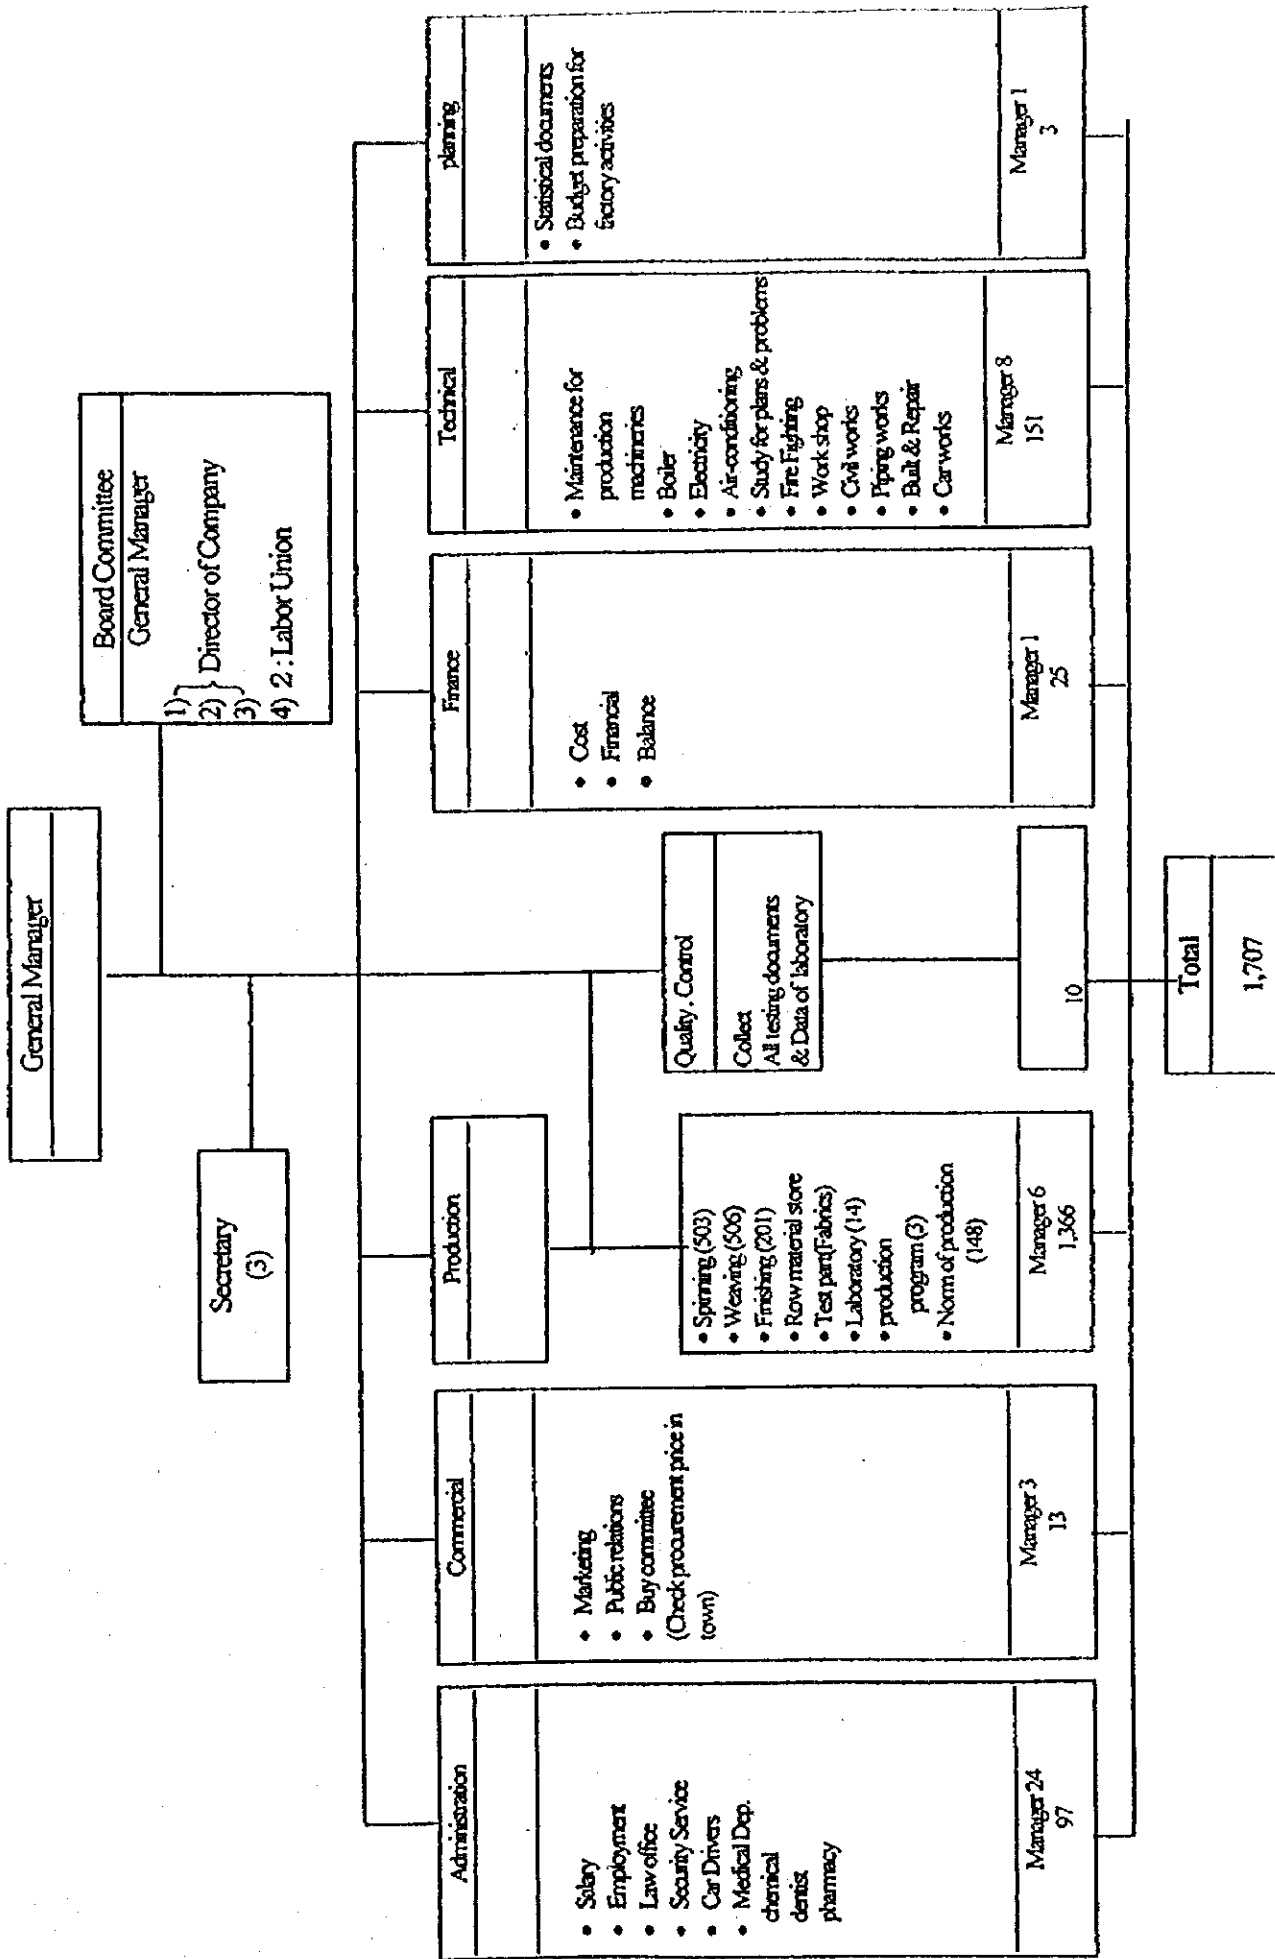 General Manager
Board Committee
General Manager
1)
2) } Director of Company
3)
4) 2 : Labor Union
Secretary
(3)
Administration
• Salary
• Employment
• Law office
• Security Service
• Car Drivers
• Medical Dep.
chemical
dentist
pharmacy
Manager 24
97
Commercial
• Marketing
• Public relations
• Buy committee
(Check procurement price in
town)
Manager 3
13
Production
• Spinning (503)
• Weaving (506)
• Finishing (201)
• Row material store
• Test part(Fabrics)
• Laboratory (14)
• production
program (3)
• Norm of production
(148)
Manager 6
1,366
Quality . Control
Collect
All testing documents
& Data of laboratory
10
Finance
• Cost
• Financial
• Balance
Manager 1
25
Technical
• Maintenance for
production
machineries
• Boiler
• Electricity
• Air-conditioning
• Study for plans & problems
• Fire Fighting
• Work shop
• Civil works
• Piping works
• Built & Repair
• Car works
Manager 8
151
planning
• Statistical documents
• Budget preparation for
factory activities
Manager 1
3
Total
1,707